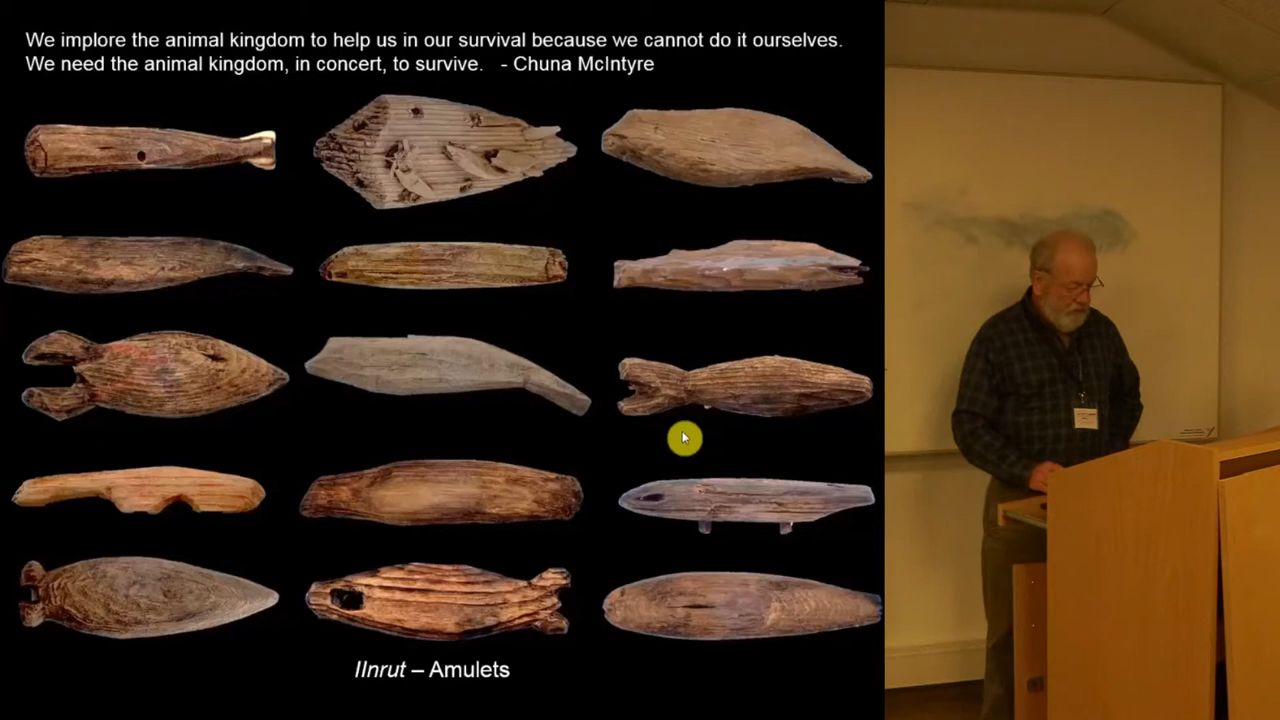 We implore the animal kingdom to help us in our survival because we cannot do it ourselves.
We need the animal kingdom, in concert, to survive. - Chuna McIntyre
IInrut – Amulets